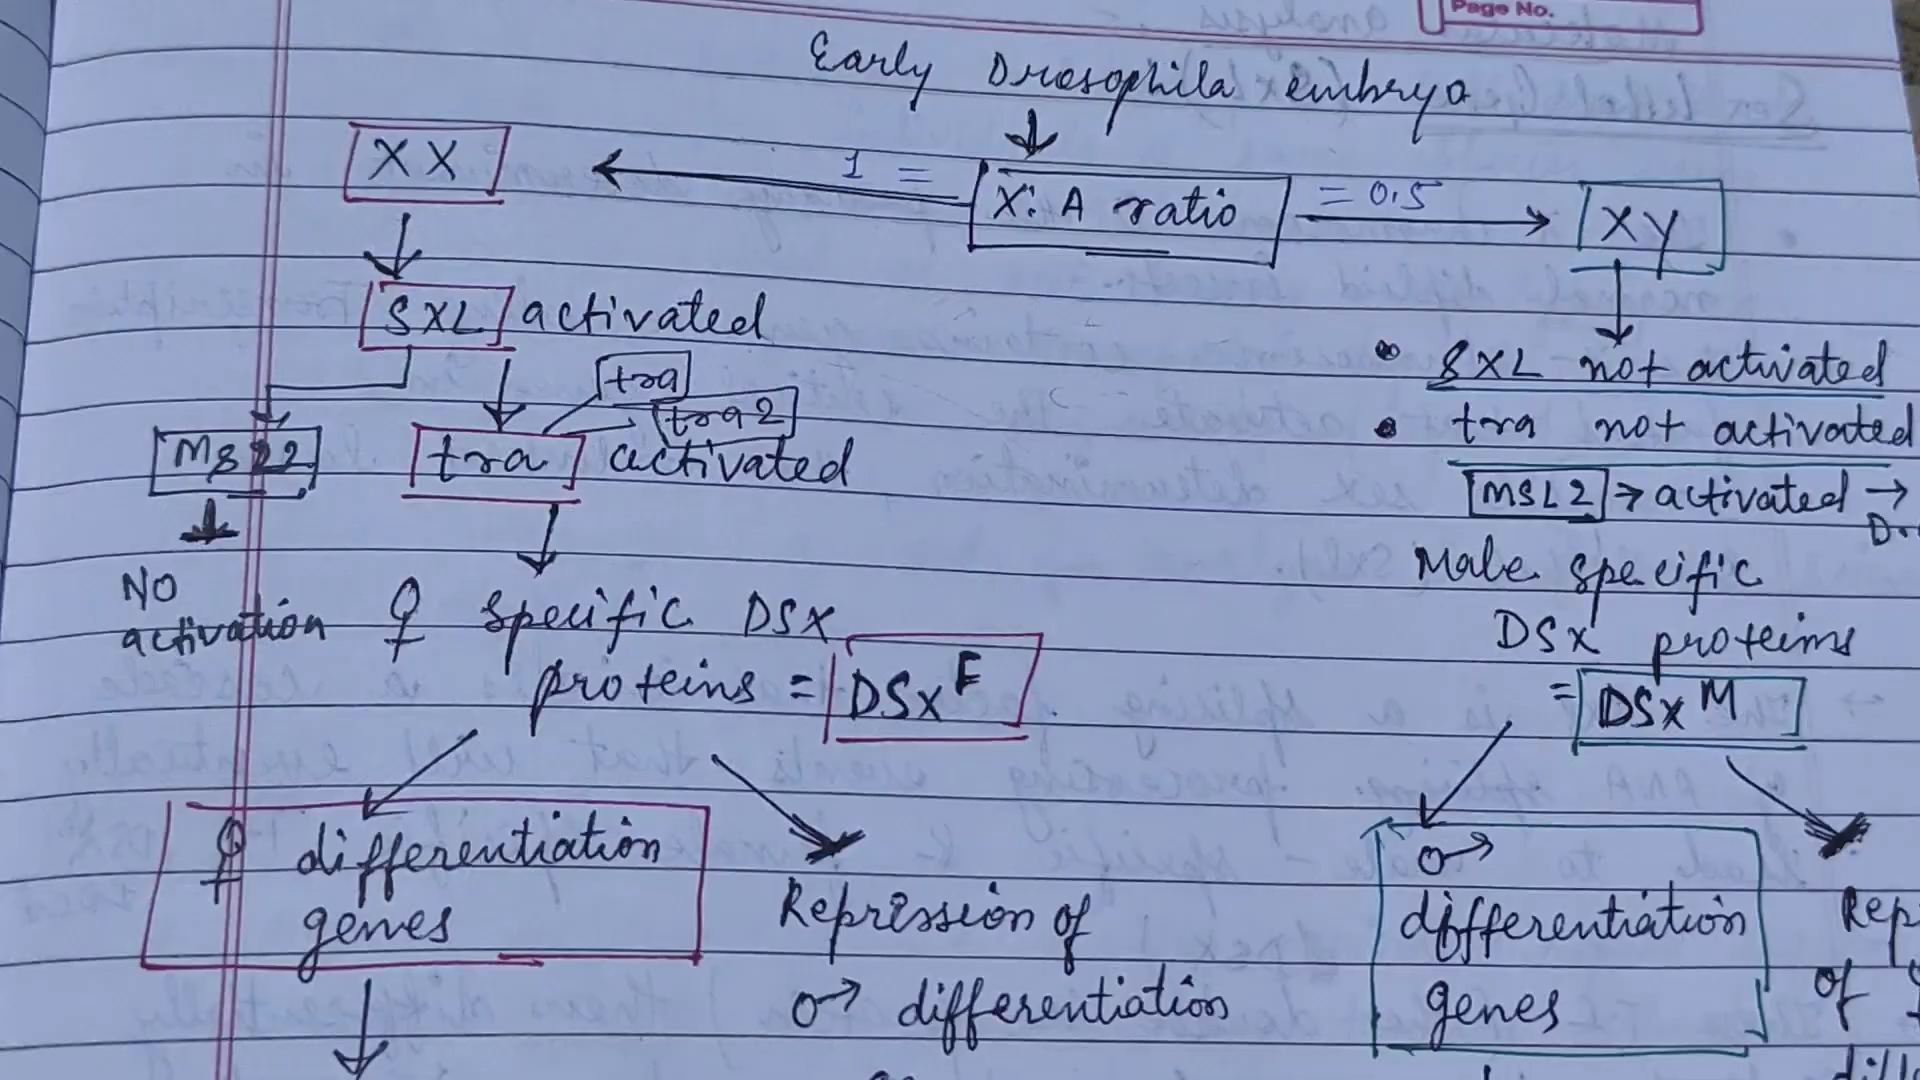 Page No.
Early Drosophila embryo
XX
1 =
X:A ratio
= 0.5
XY
SXL activated
tra
tra2
MSL2
tra activated
• SXL not activated
• tra not activated
MSL2 → activated →
NO
activation
♀ specific DSX
proteins = DSX^F
Male specific
DSX proteins
= DSX^M
♀ differentiation
genes
Repression of
♂ differentiation
♂
differentiation
genes
of